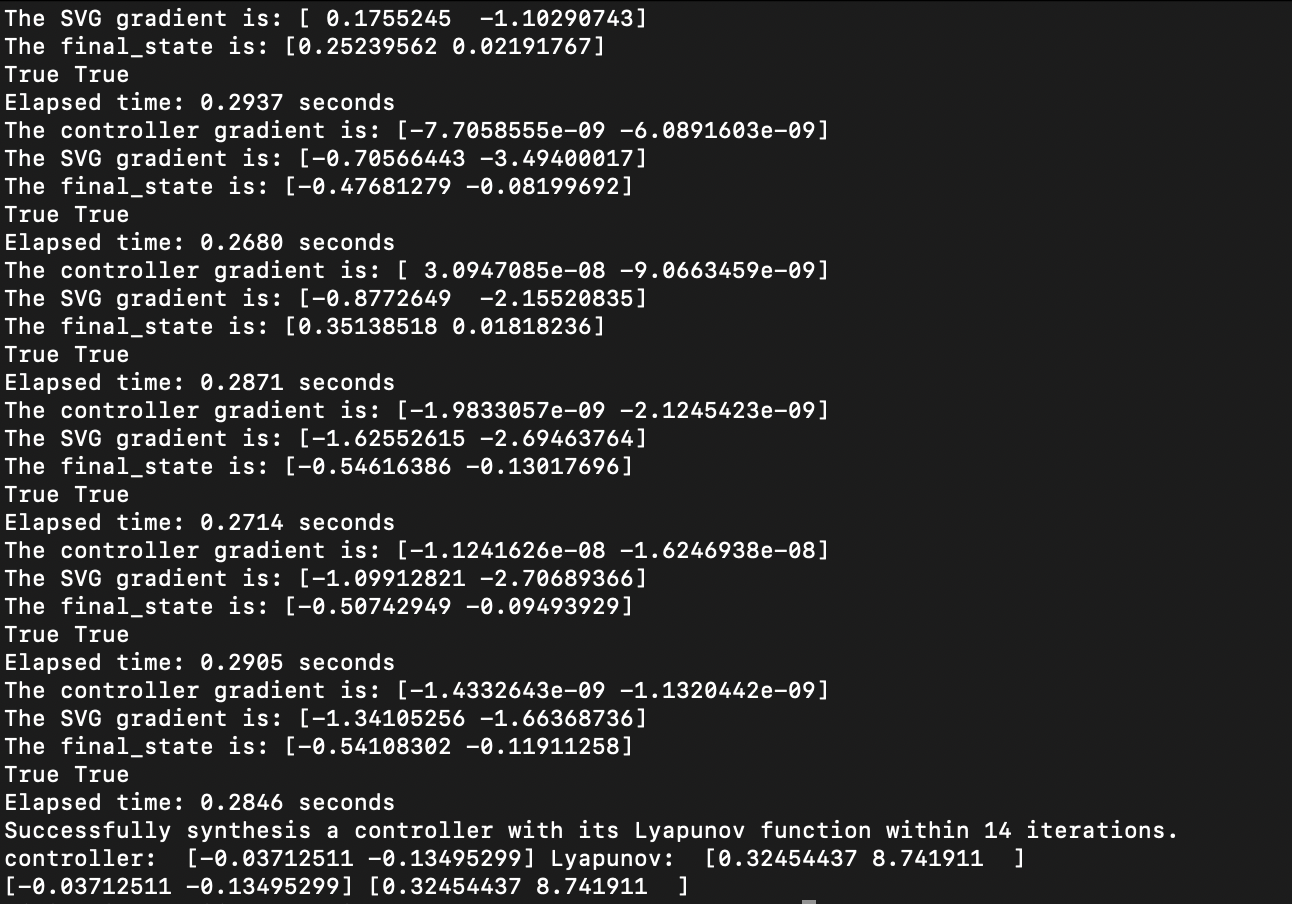 The SVG gradient is: [ 0.1755245  -1.10290743]
The final_state is: [0.25239562 0.02191767]
True True
Elapsed time: 0.2937 seconds
The controller gradient is: [-7.7058555e-09 -6.0891603e-09]
The SVG gradient is: [-0.70566443 -3.49400017]
The final_state is: [-0.47681279 -0.08199692]
True True
Elapsed time: 0.2680 seconds
The controller gradient is: [ 3.0947085e-08 -9.0663459e-09]
The SVG gradient is: [-0.8772649  -2.15520835]
The final_state is: [0.35138518 0.01818236]
True True
Elapsed time: 0.2871 seconds
The controller gradient is: [-1.9833057e-09 -2.1245423e-09]
The SVG gradient is: [-1.62552615 -2.69463764]
The final_state is: [-0.54616386 -0.13017696]
True True
Elapsed time: 0.2714 seconds
The controller gradient is: [-1.1241626e-08 -1.6246938e-08]
The SVG gradient is: [-1.09912821 -2.70689366]
The final_state is: [-0.50742949 -0.09493929]
True True
Elapsed time: 0.2905 seconds
The controller gradient is: [-1.4332643e-09 -1.1320442e-09]
The SVG gradient is: [-1.34105256 -1.66368736]
The final_state is: [-0.54108302 -0.11911258]
True True
Elapsed time: 0.2846 seconds
Successfully synthesis a controller with its Lyapunov function within 14 iterations.
controller:  [-0.03712511 -0.13495299] Lyapunov:  [0.32454437 8.741911  ]
[-0.03712511 -0.13495299] [0.32454437 8.741911  ]